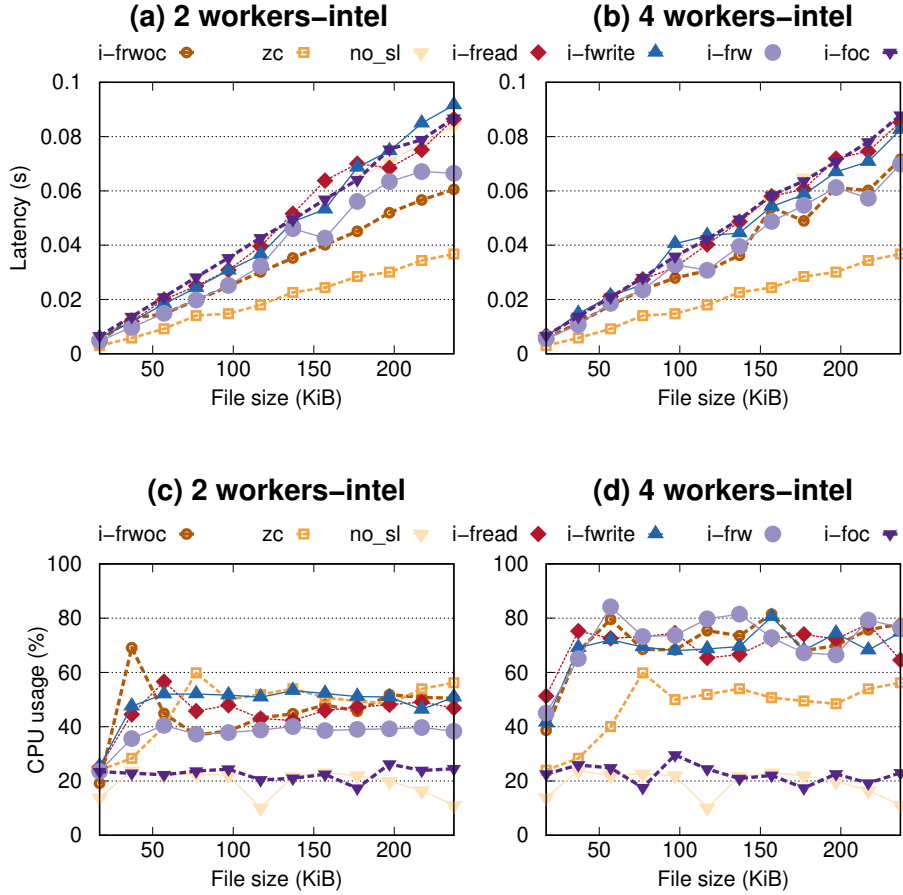 (a) 2 workers−intel
i−frwoc zc no_sl i−fread i−fwrite i−frw i−foc
(b) 4 workers−intel
Latency (s)
0.1
0.08
0.06
0.04
0.02
0
50 100 150 200
File size (KiB)
0.1
0.08
0.06
0.04
0.02
0
50 100 150 200
File size (KiB)
(c) 2 workers−intel
(d) 4 workers−intel
i−frwoc zc no_sl i−fread i−fwrite i−frw i−foc
CPU usage (%)
100
80
60
40
20
0
50 100 150 200
File size (KiB)
CPU usage (%)
100
80
60
40
20
0
50 100 150 200
File size (KiB)